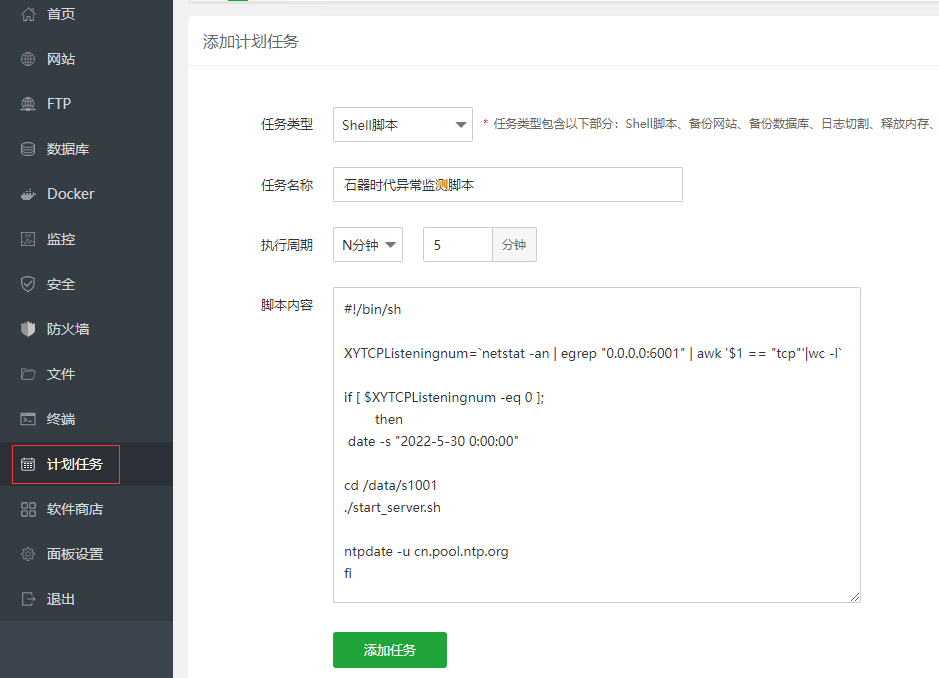 首页
网站
FTP
数据库
Docker
监控
安全
防火墙
文件
终端
计划任务
软件商店
面板设置
退出
添加计划任务
任务类型 Shell脚本 * 任务类型包含以下部分：Shell脚本、备份网站、备份数据库、日志切割、释放内存、
任务名称 石器时代异常监测脚本
执行周期 N分钟 5 分钟
脚本内容
#!/bin/sh
XYTCPListeningnum=`netstat -an | egrep "0.0.0.0:6001" | awk '$1 == "tcp"'|wc -l`
if [ $XYTCPListeningnum -eq 0 ];
then
date -s "2022-5-30 0:00:00"
cd /data/s1001
./start_server.sh
ntpdate -u cn.pool.ntp.org
fi
添加任务